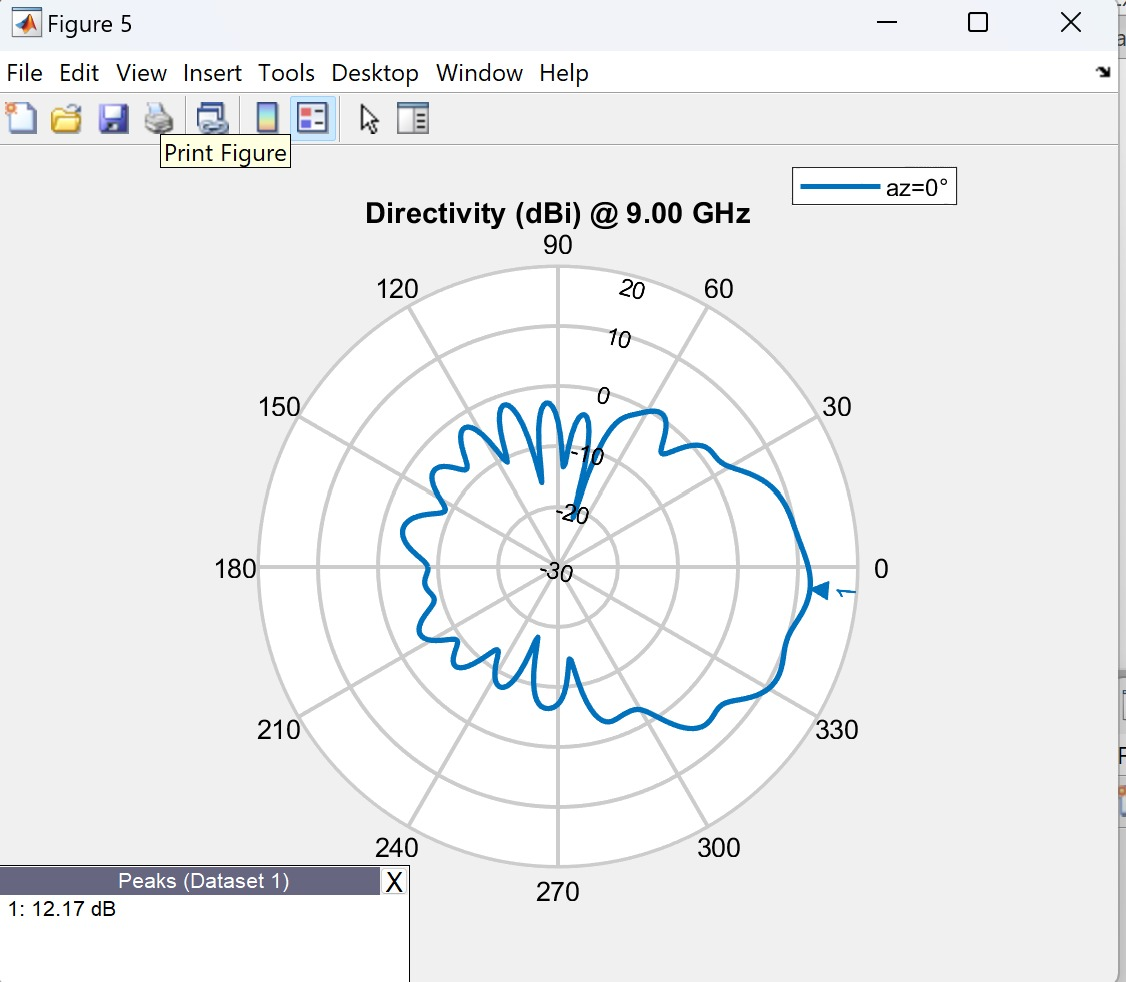 Figure 5
File Edit View Insert Tools Desktop Window Help
Print Figure
az=0°
Directivity (dBi) @ 9.00 GHz
90
120
20
60
10
150
0
30
-10
-20
180
-30
0
1
210
330
240
300
270
Peaks (Dataset 1)
X
1: 12.17 dB